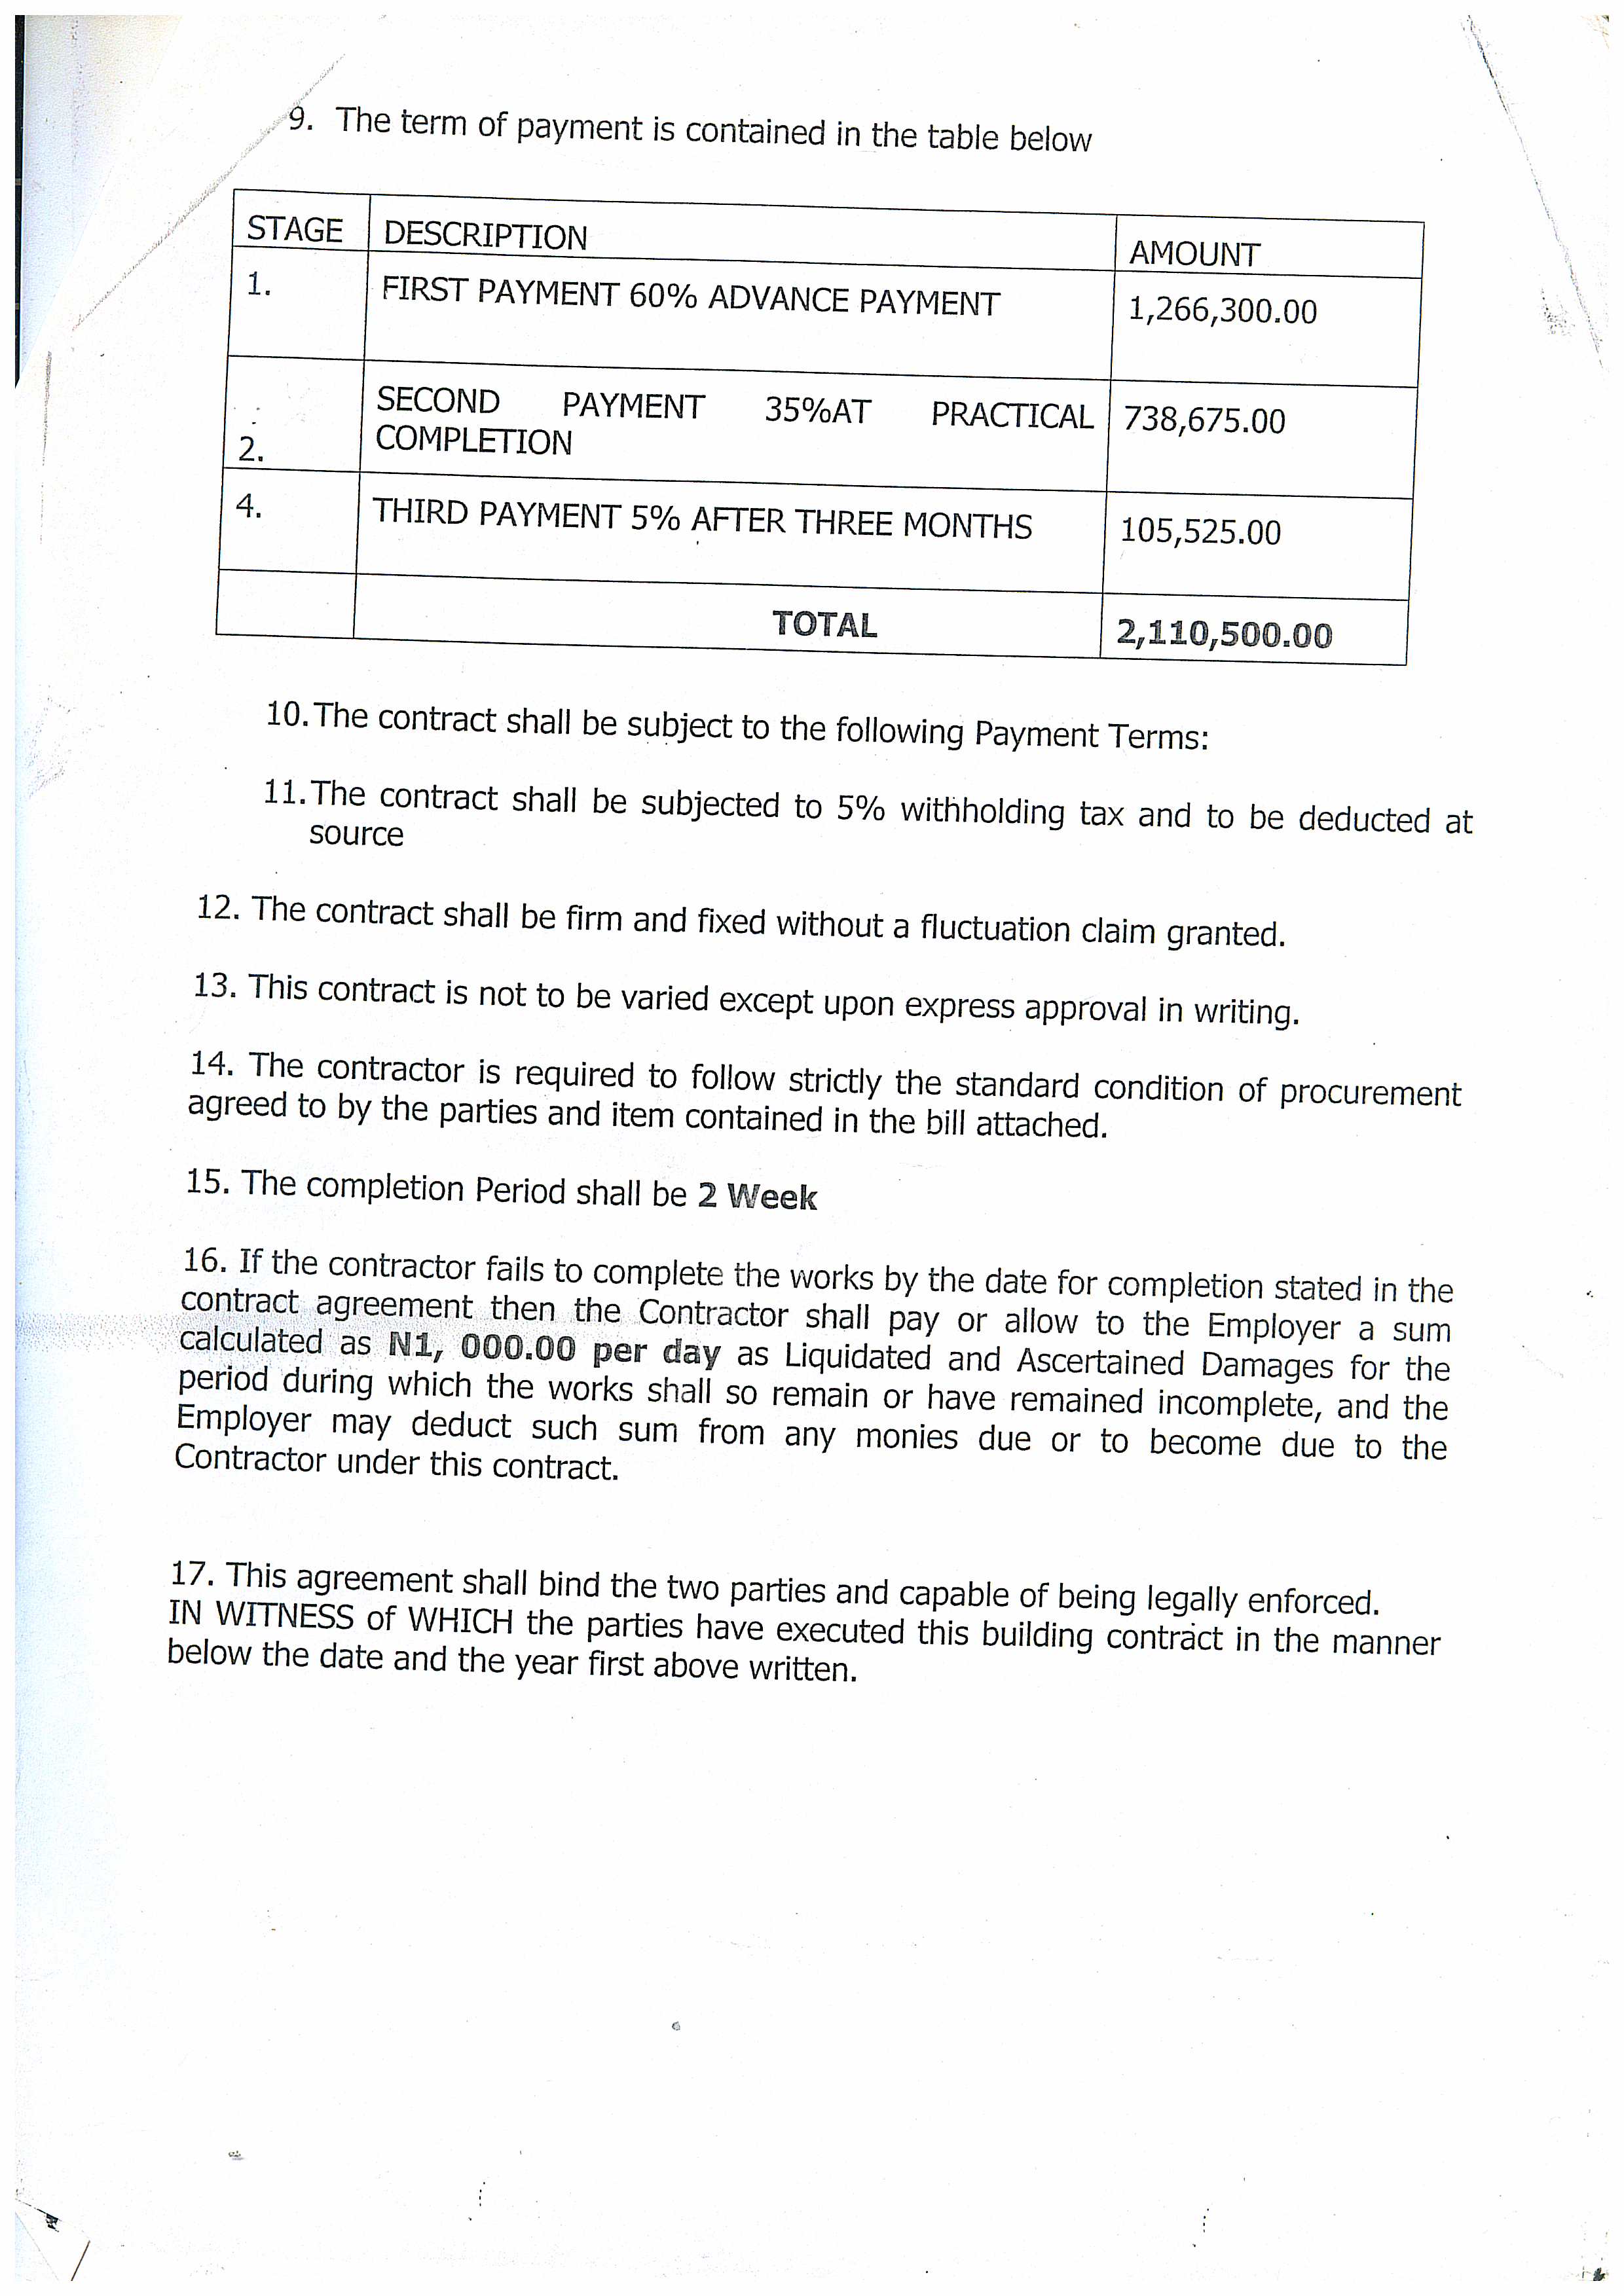 9. The term of payment is contained in the table below
STAGE DESCRIPTION AMOUNT
1. FIRST PAYMENT 60% ADVANCE PAYMENT 1,266,300.00
SECOND PAYMENT 35%AT PRACTICAL 738,675.00
2. COMPLETION
4. THIRD PAYMENT 5% AFTER THREE MONTHS 105,525.00
TOTAL 2,110,500.00
10.The contract shall be subject to the following Payment Terms:
11.The contract shall be subjected to 5% withholding tax and to be deducted at
source
12. The contract shall be firm and fixed without a fluctuation claim granted.
13. This contract is not to be varied except upon express approval in writing.
14. The contractor is required to follow strictly the standard condition of procurement
agreed to by the parties and item contained in the bill attached.
15. The completion Period shall be 2 Week
16. If the contractor fails to complete the works by the date for completion stated in the
contract agreement then the Contractor shall pay or allow to the Employer a sum
calculated as N1, 000.00 per day as Liquidated and Ascertained Damages for the
period during which the works shall so remain or have remained incomplete, and the
Employer may deduct such sum from any monies due or to become due to the
Contractor under this contract.
17. This agreement shall bind the two parties and capable of being legally enforced.
IN WITNESS of WHICH the parties have executed this building contract in the manner
below the date and the year first above written.